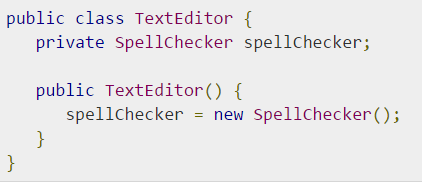 public class TextEditor {
   private SpellChecker spellChecker;

   public TextEditor() {
      spellChecker = new SpellChecker();
   }
}